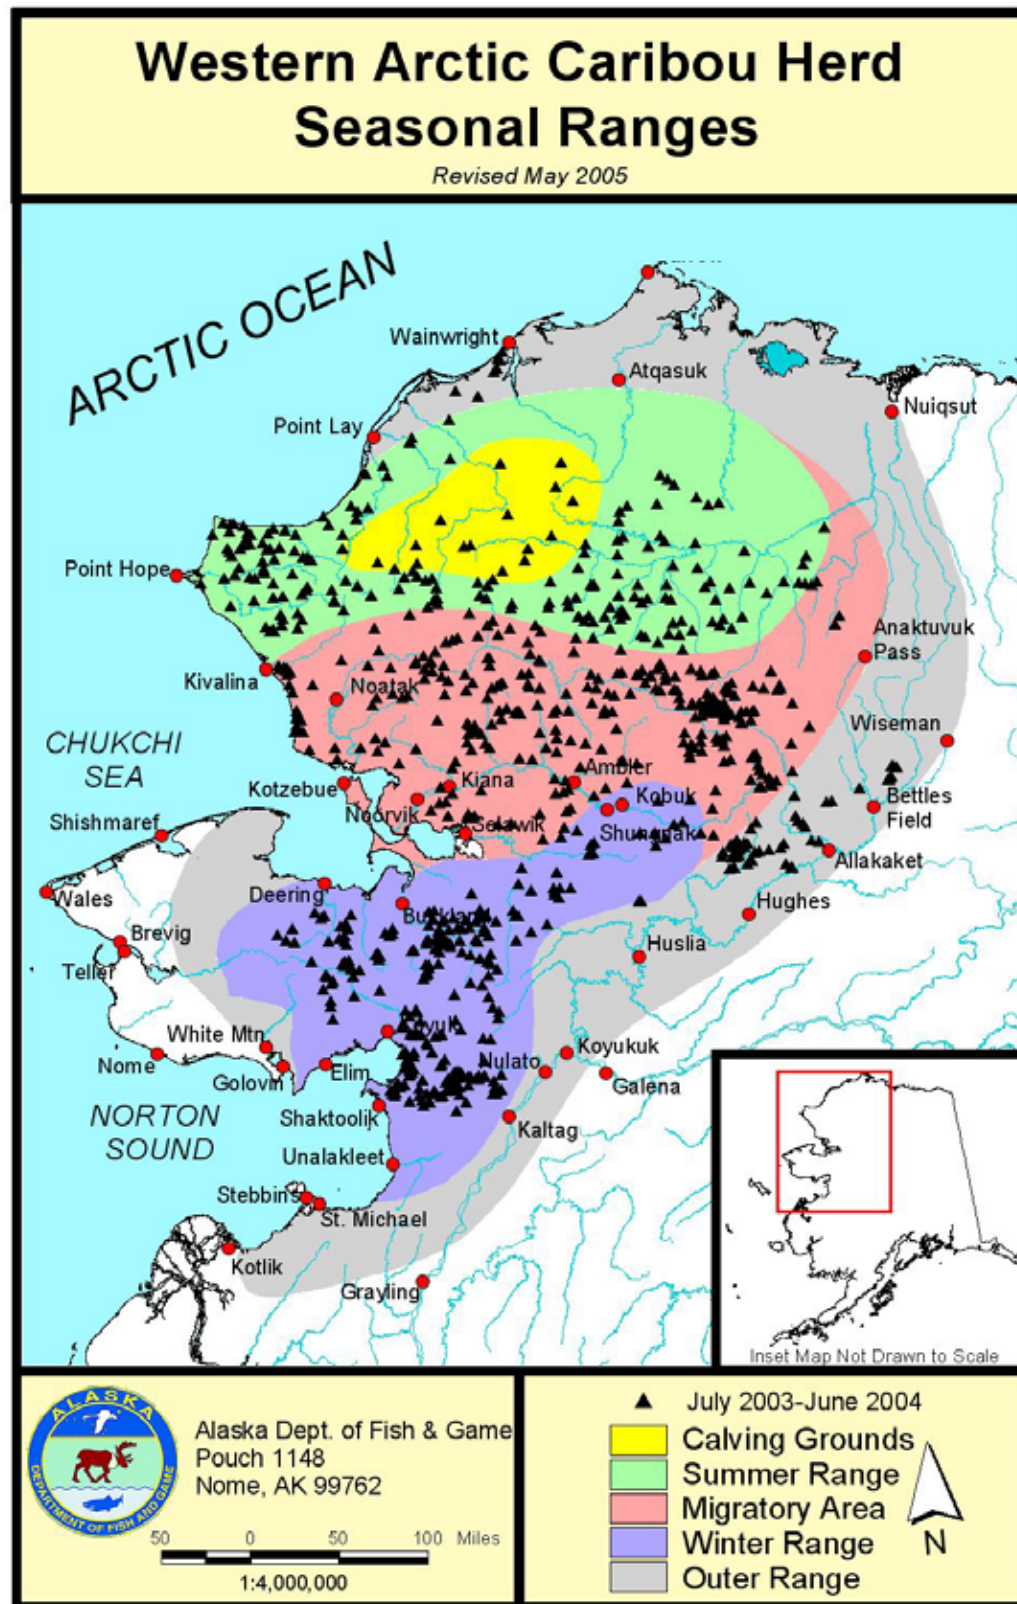 Western Arctic Caribou Herd
Seasonal Ranges
Revised May 2005
ARCTIC OCEAN
Wainwright
Atqasuk
Nuiqsut
Point Lay
Point Hope
Anaktuvuk
Pass
Kivalina
Noatak
Wiseman
CHUKCHI
SEA
Kotzebue
Kiana
Ambler
Noorvik
Kobuk
Bettles
Field
Shishmaref
Selawik
Shungnak
Allakaket
Wales
Deering
Buckland
Hughes
Brevig
Teller
Huslia
White Mtn
Koyuk
Nome
Golovin
Elim
Nulato
Koyukuk
Galena
NORTON
SOUND
Shaktoolik
Kaltag
Unalakleet
Stebbins
St. Michael
Kotlik
Grayling
Inset Map Not Drawn to Scale
ALASKA
DEPARTMENT OF FISH AND GAME
Alaska Dept. of Fish & Game
Pouch 1148
Nome, AK 99762
50 0 50 100 Miles
1:4,000,000
July 2003-June 2004
Calving Grounds
Summer Range
Migratory Area
Winter Range
Outer Range
N